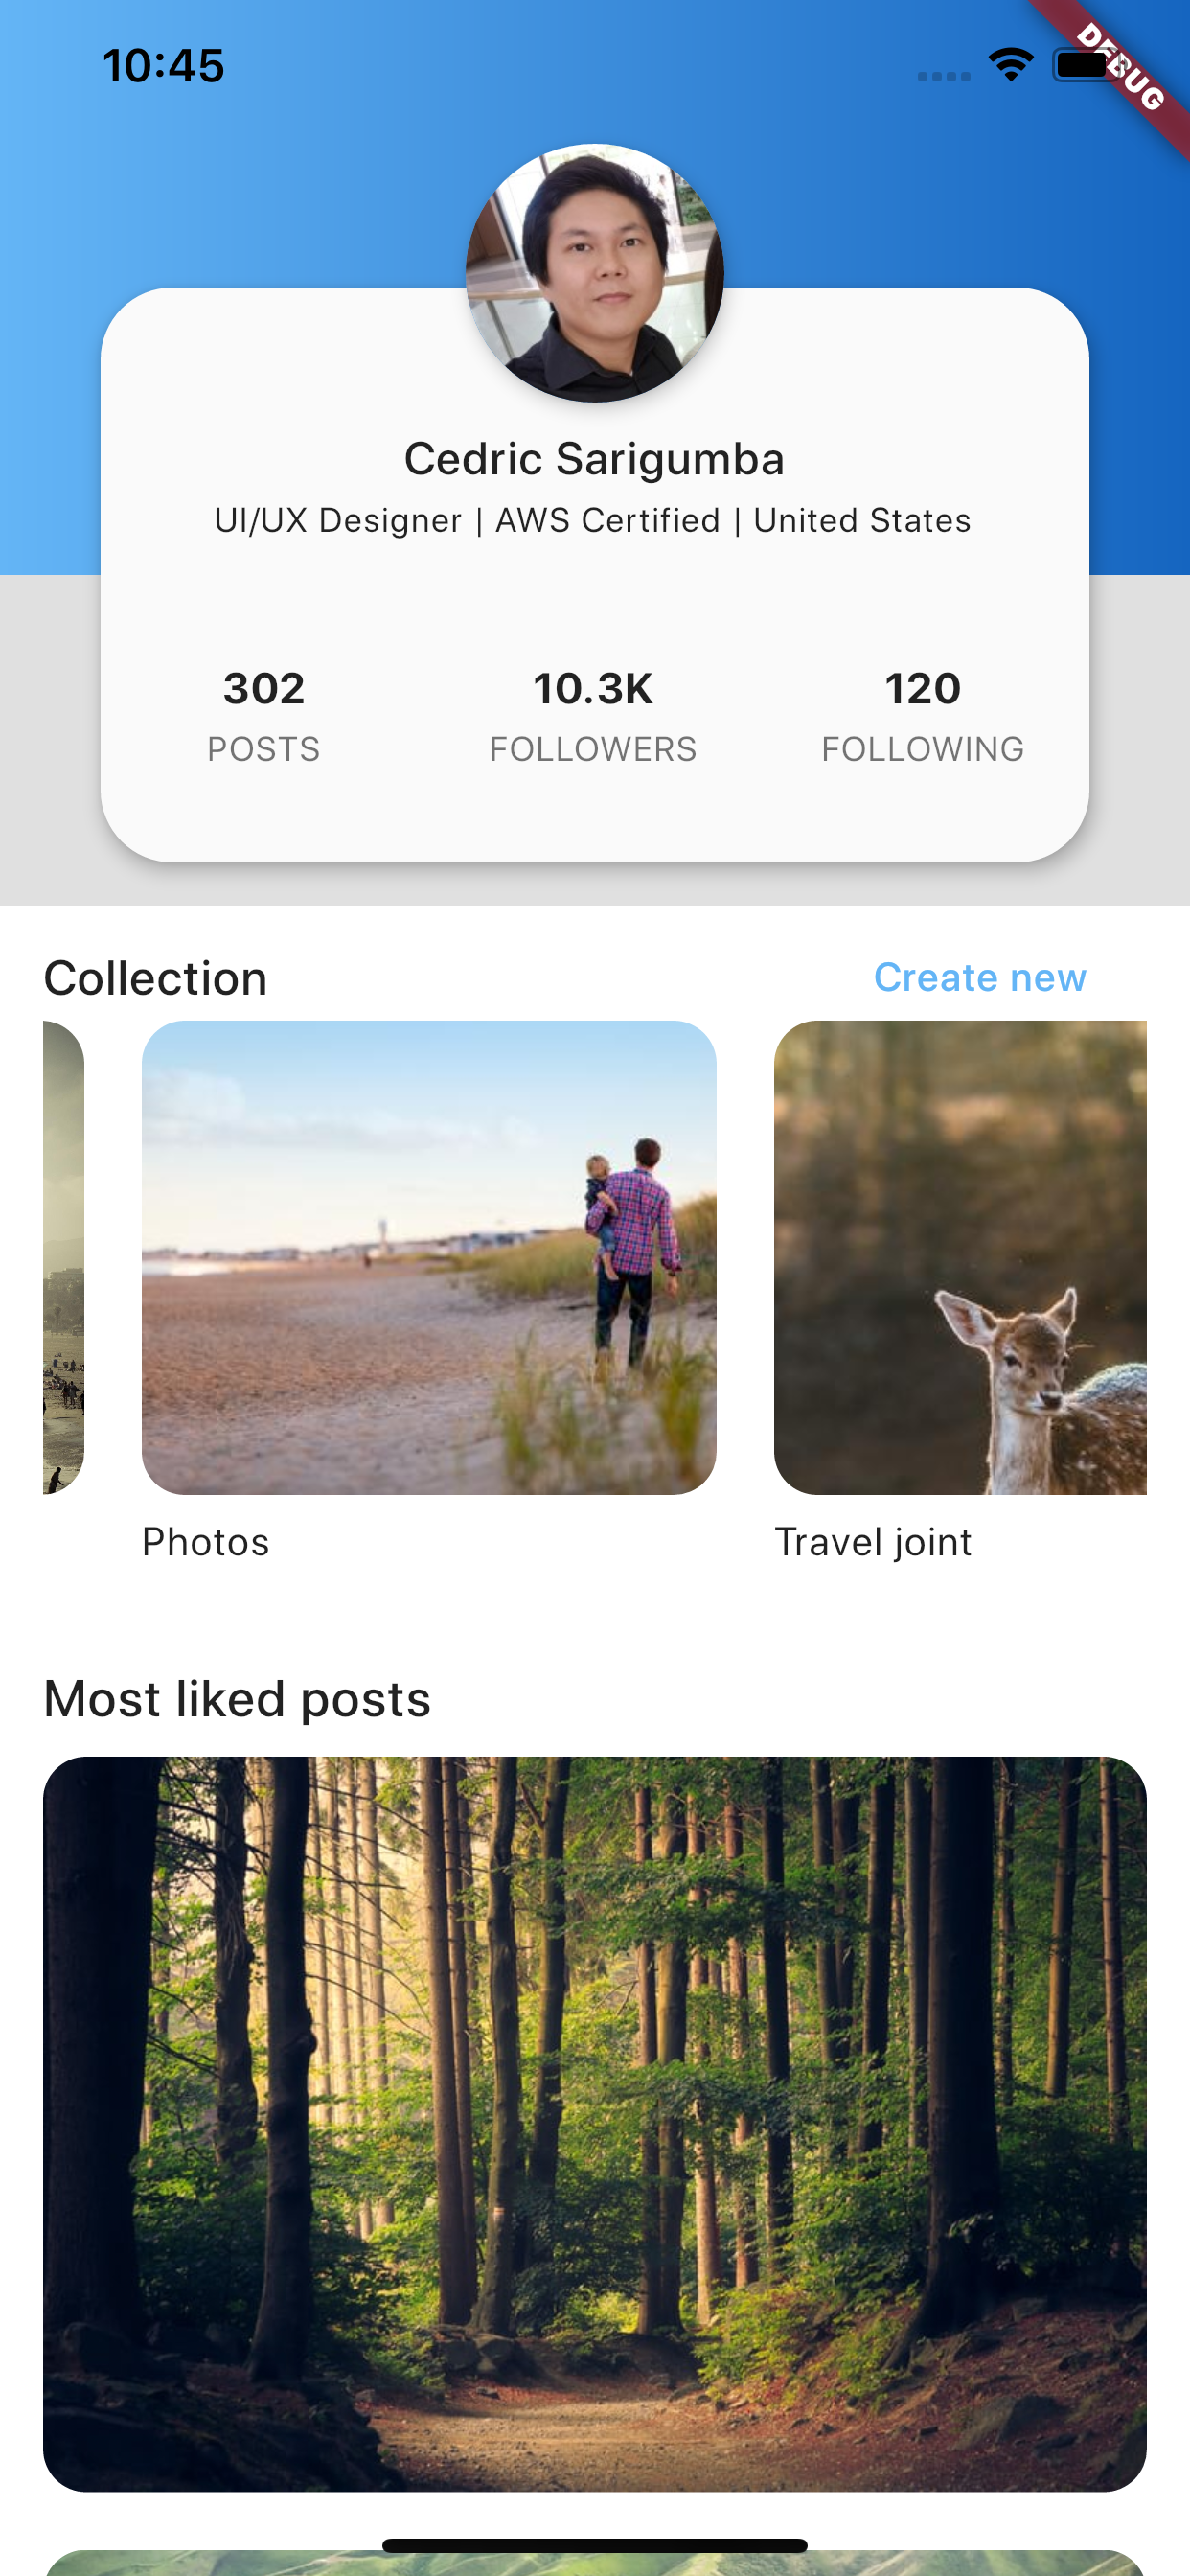 10:45
DEBUG
Cedric Sarigumba
UI/UX Designer | AWS Certified | United States
302 10.3K 120
POSTS FOLLOWERS FOLLOWING
Collection Create new
Photos Travel joint
Most liked posts